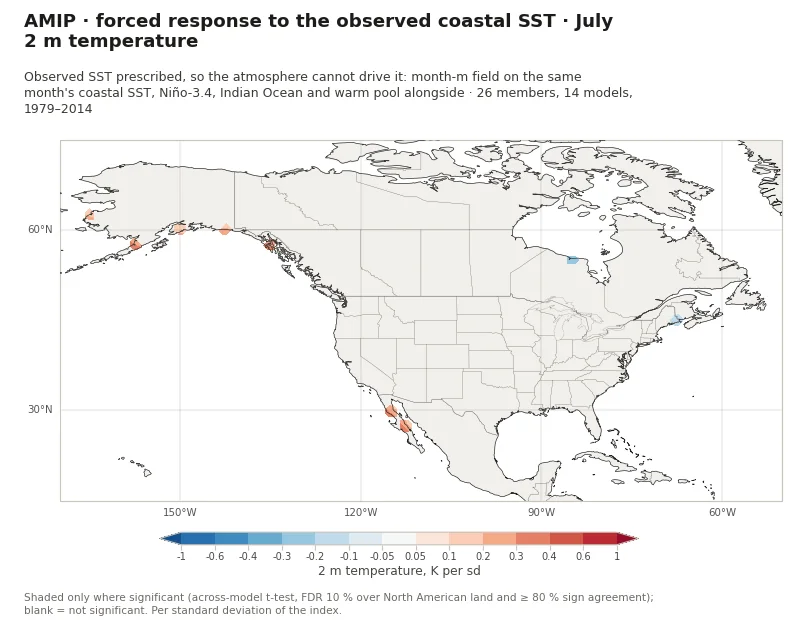 AMIP · forced response to the observed coastal SST · July
2 m temperature
Observed SST prescribed, so the atmosphere cannot drive it: month-m field on the same
month's coastal SST, Niño-3.4, Indian Ocean and warm pool alongside · 26 members, 14 models,
1979–2014
60°N
30°N
150°W 120°W 90°W 60°W
-1 -0.6 -0.4 -0.3 -0.2 -0.1 -0.05 0.05 0.1 0.2 0.3 0.4 0.6 1
2 m temperature, K per sd
Shaded only where significant (across-model t-test, FDR 10 % over North American land and ≥ 80 % sign agreement);
blank = not significant. Per standard deviation of the index.